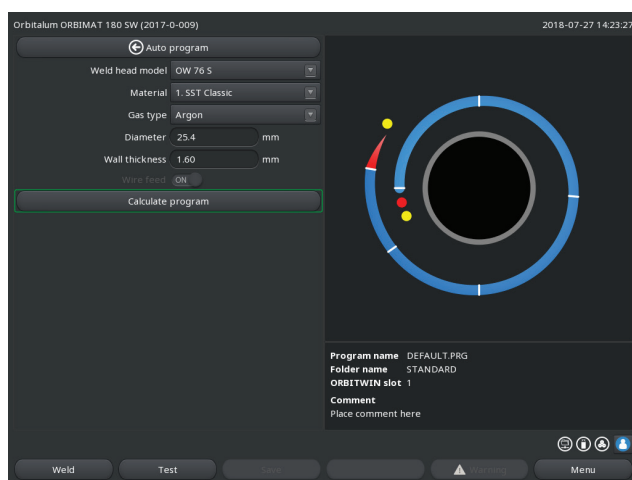 Orbitalum ORBIMAT 180 SW (2017-0-009) 2018-07-27 14:23:27
Auto program
Weld head model OW 76 S
Material 1. SST Classic
Gas type Argon
Diameter 25.4 mm
Wall thickness 1.60 mm
Wire feed ON
Calculate program
Program name DEFAULT.PRG
Folder name STANDARD
ORBITWIN slot 1
Comment
Place comment here
Weld Test Save Warning Menu